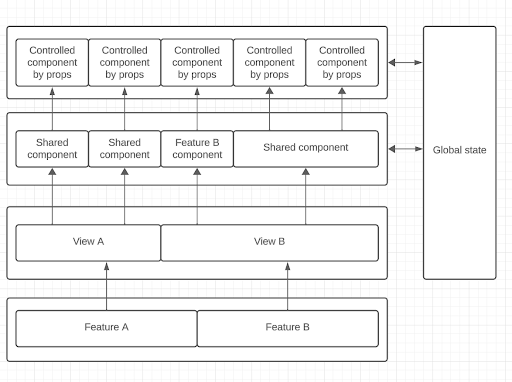 Controlled
component
by props
Controlled
component
by props
Controlled
component
by props
Controlled
component
by props
Controlled
component
by props
Shared
component
Shared
component
Feature B
component
Shared component
Global state
View A
View B
Feature A
Feature B